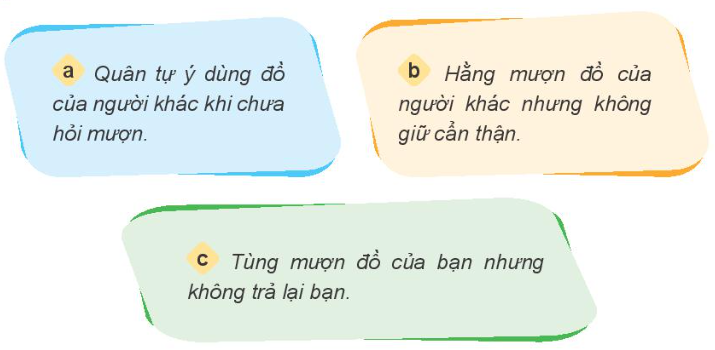 a Quân tự ý dùng đồ
của người khác khi chưa
hỏi mượn.
b Hằng mượn đồ của
người khác nhưng không
giữ cẩn thận.
c Tùng mượn đồ của bạn nhưng
không trả lại bạn.